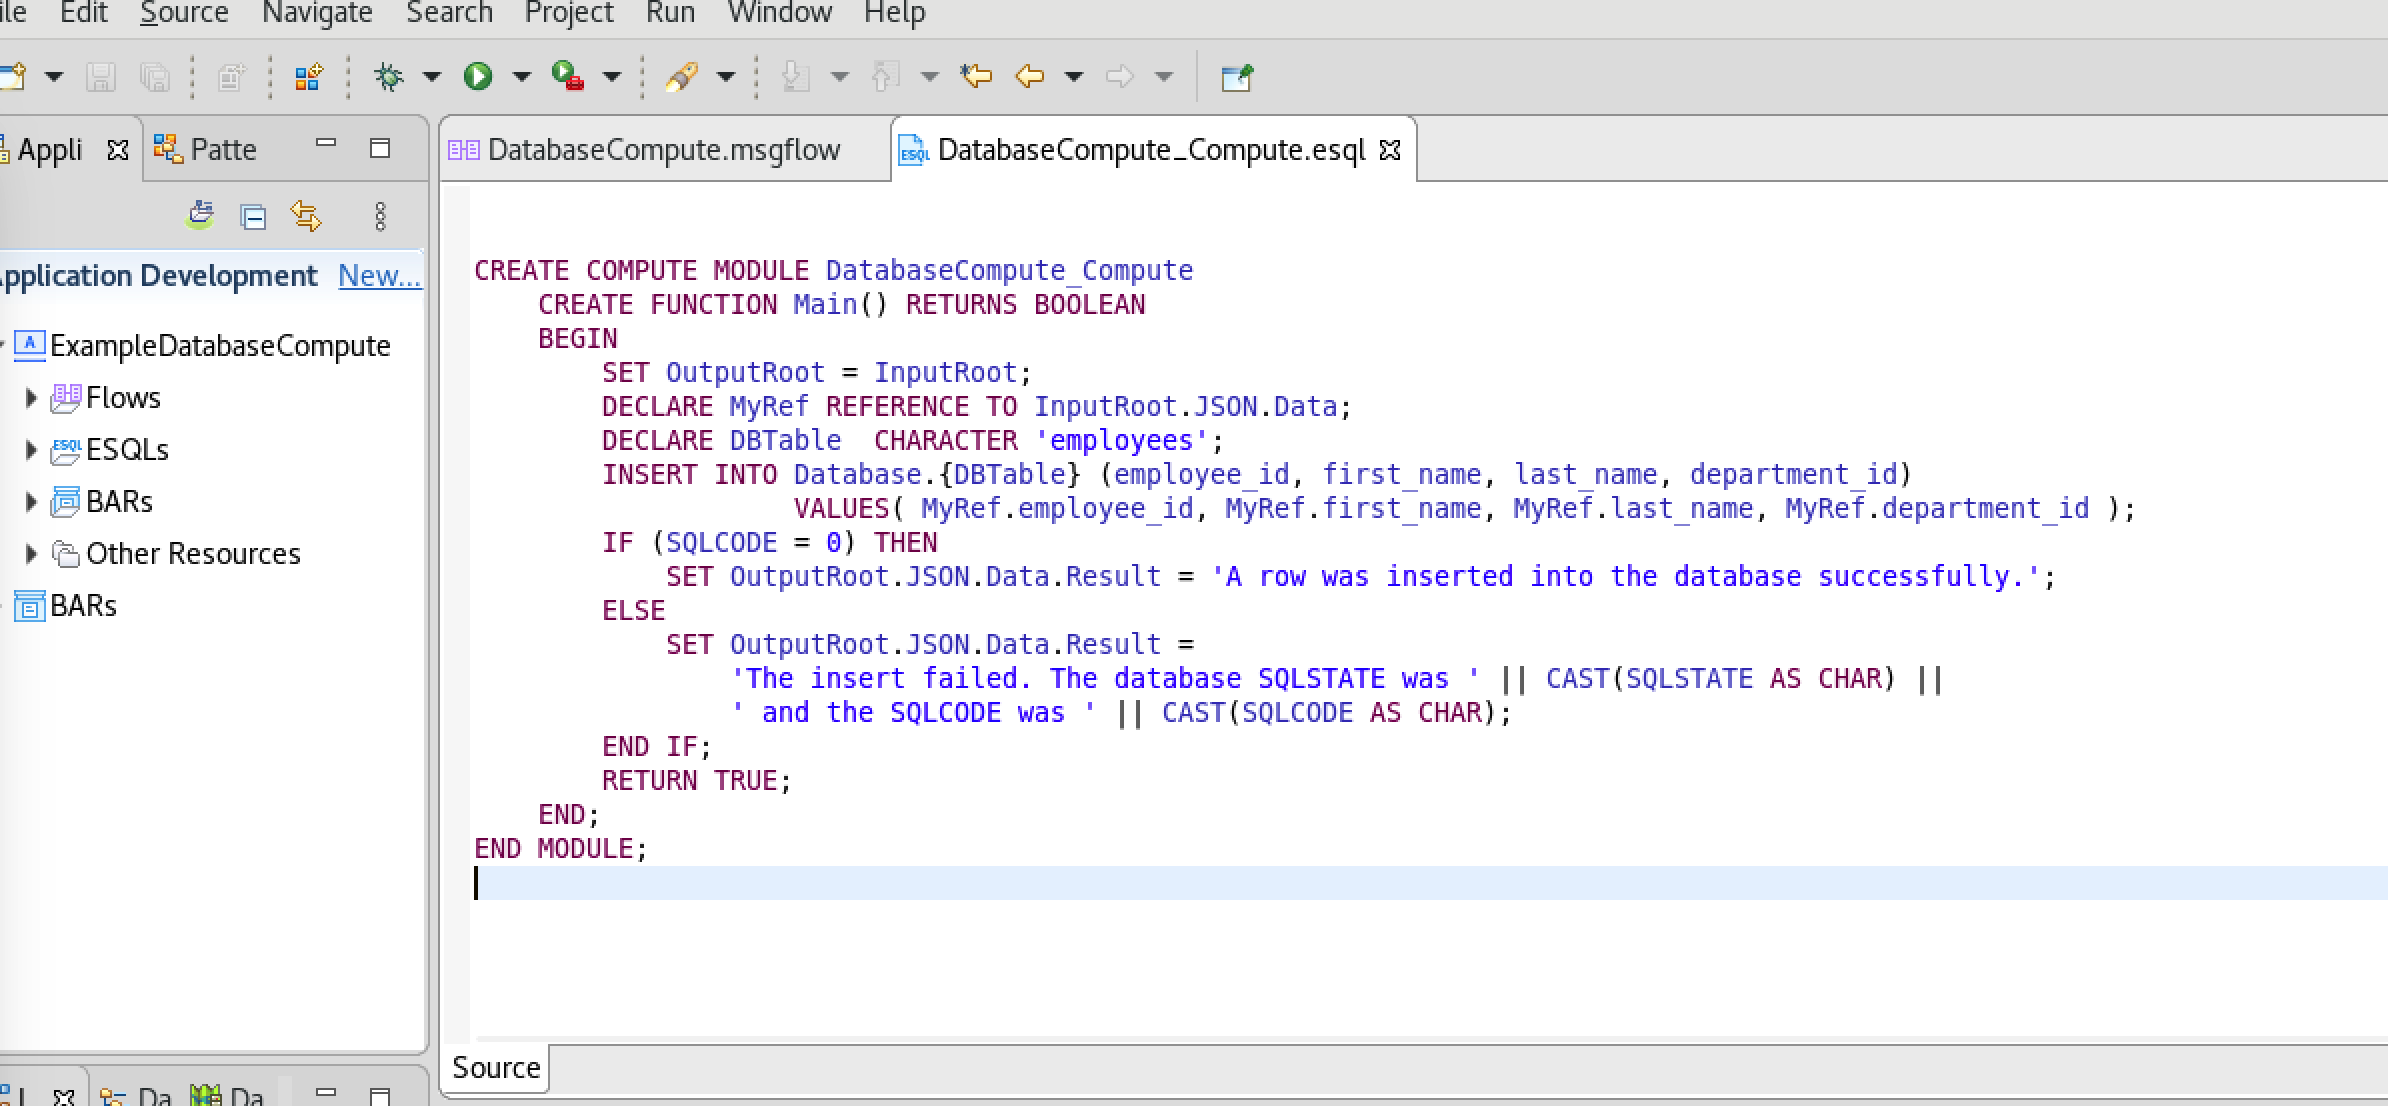 Edit Source Navigate Search Project Run Window Help
Appli Patte
DatabaseCompute.msgflow DatabaseCompute_Compute.esql
Application Development New...
ExampleDatabaseCompute
Flows
ESQLs
BARs
Other Resources
BARs
CREATE COMPUTE MODULE DatabaseCompute_Compute
CREATE FUNCTION Main() RETURNS BOOLEAN
BEGIN
SET OutputRoot = InputRoot;
DECLARE MyRef REFERENCE TO InputRoot.JSON.Data;
DECLARE DBTable  CHARACTER 'employees';
INSERT INTO Database.{DBTable} (employee_id, first_name, last_name, department_id)
VALUES( MyRef.employee_id, MyRef.first_name, MyRef.last_name, MyRef.department_id );
IF (SQLCODE = 0) THEN
SET OutputRoot.JSON.Data.Result = 'A row was inserted into the database successfully.';
ELSE
SET OutputRoot.JSON.Data.Result =
'The insert failed. The database SQLSTATE was ' || CAST(SQLSTATE AS CHAR) ||
' and the SQLCODE was ' || CAST(SQLCODE AS CHAR);
END IF;
RETURN TRUE;
END;
END MODULE;
Source
Da Da